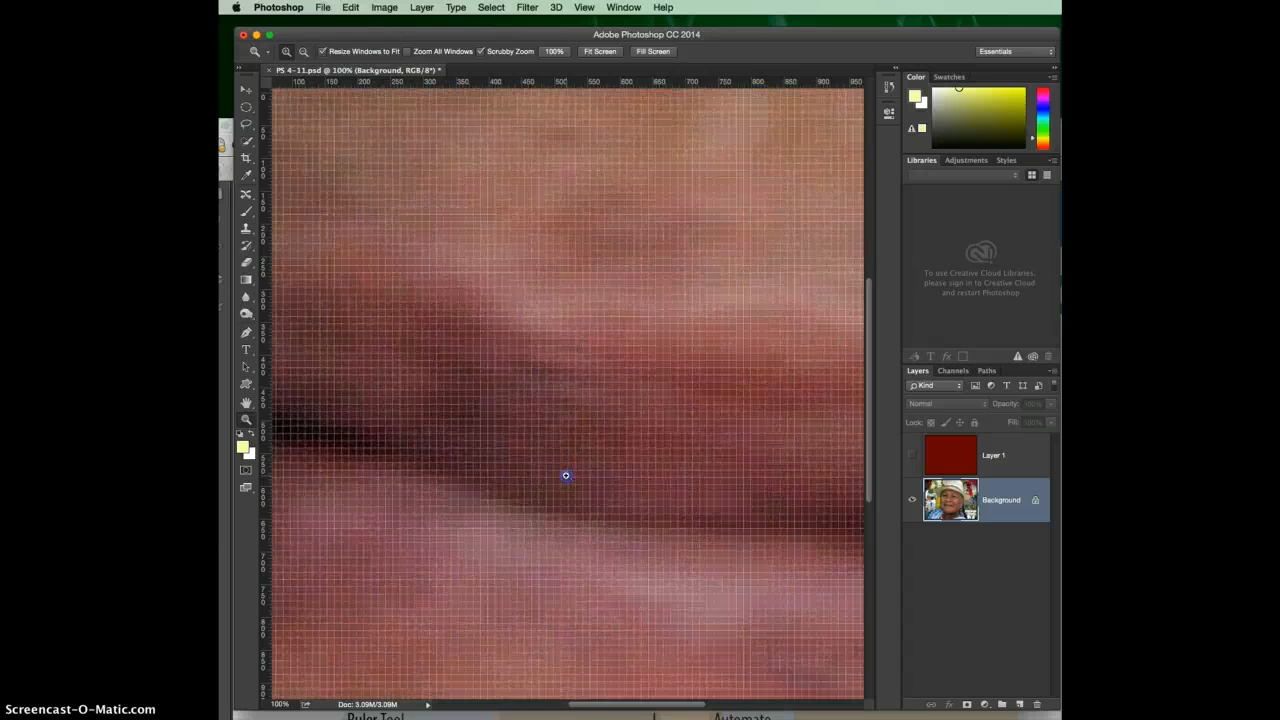 Photoshop File Edit Image Layer Type Select Filter 3D View Window Help
Adobe Photoshop CC 2014
Resize Windows to Fit Zoom All Windows Scrubby Zoom 100% Fit Screen Fill Screen Essentials
PS 4-11.psd @ 100% (Background, RGB/8*) *
100 150 200 250 300 350 400 450 500 550 600 650 700 750 800 850 900 950
Color Swatches
Libraries Adjustments Styles
To use Creative Cloud Libraries,
please sign in to Creative Cloud
and restart Photoshop
Layers Channels Paths
Kind
Normal Opacity: 100%
Lock: Fill: 100%
Layer 1
Background
100% Doc: 3.09M/3.09M
Ruler Tool Automate
Screencast-O-Matic.com